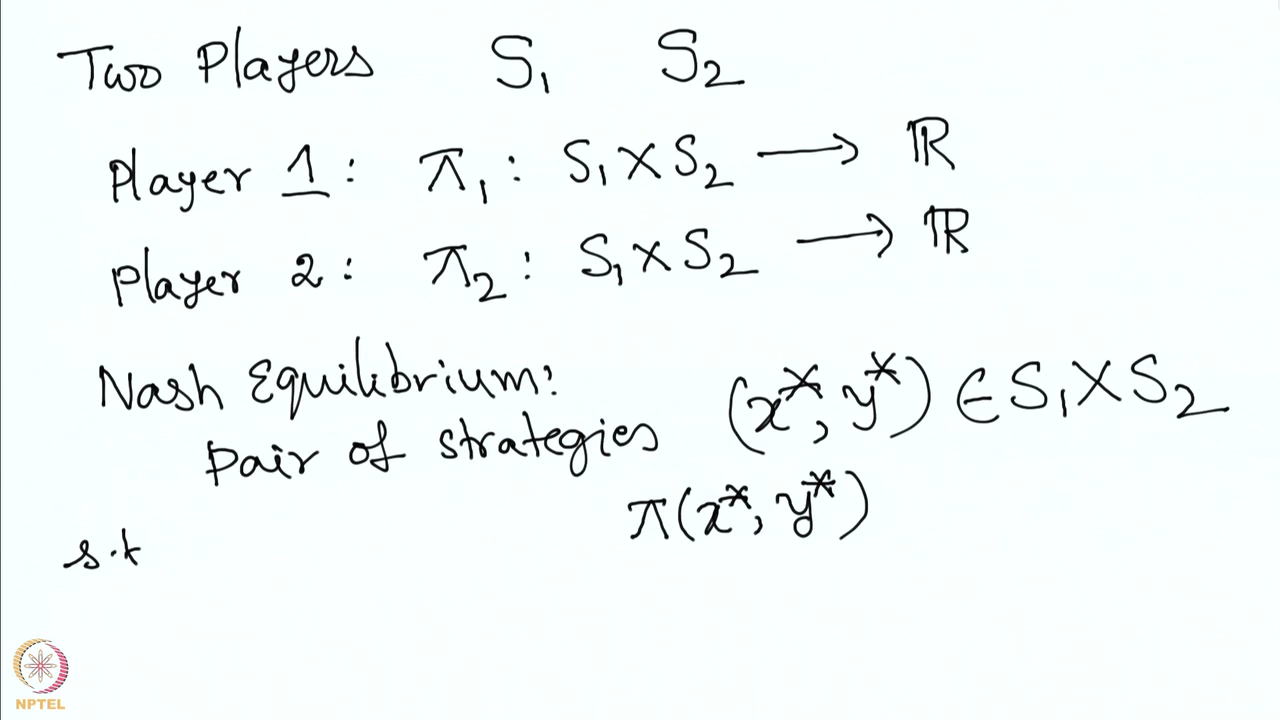 Two Players S₁ S₂
Player 1: π₁: S₁ X S₂ ⟶ ℝ
Player 2: π₂: S₁ X S₂ ⟶ ℝ
Nash Equilibrium:
Pair of strategies (x*, y*) ∈ S₁ X S₂
s.t π(x*, y*)
NPTEL